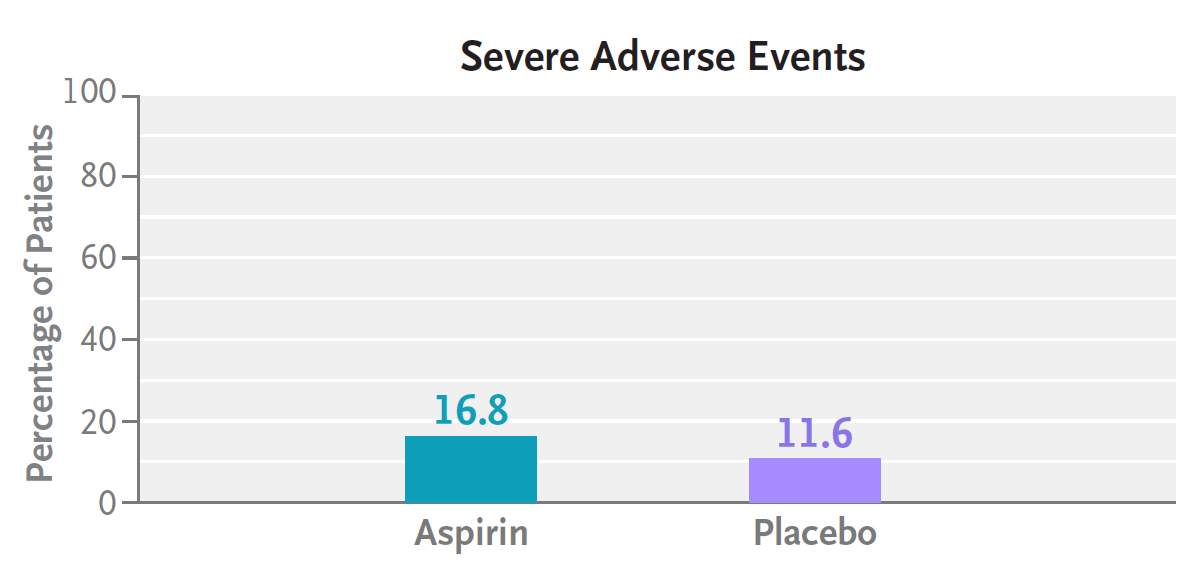 Severe Adverse Events
Percentage of Patients
100
80
60
40
20
0
16.8
11.6
Aspirin
Placebo